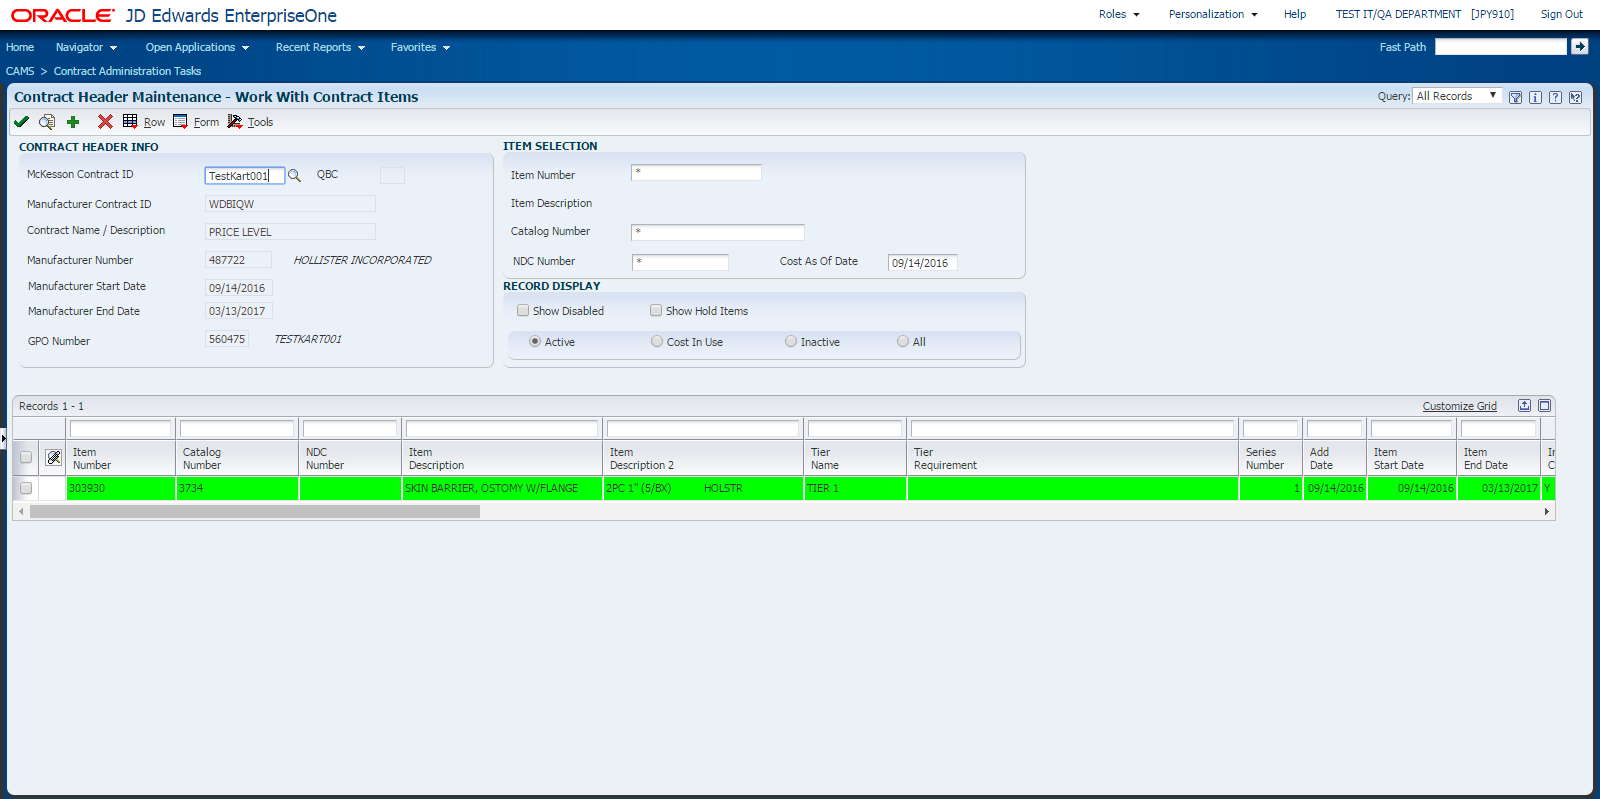 ORACLE JD Edwards EnterpriseOne
Roles Personalization Help TEST IT/QA DEPARTMENT [JPY910] Sign Out
Home Navigator Open Applications Recent Reports Favorites Fast Path
CAMS > Contract Administration Tasks
Contract Header Maintenance - Work With Contract Items
Query: All Records
Row Form Tools
CONTRACT HEADER INFO
McKesson Contract ID TestKart001 QBC
Manufacturer Contract ID WDBIQW
Contract Name / Description PRICE LEVEL
Manufacturer Number 487722 HOLLISTER INCORPORATED
Manufacturer Start Date 09/14/2016
Manufacturer End Date 03/13/2017
GPO Number 560475 TESTKART001
ITEM SELECTION
Item Number *
Item Description
Catalog Number *
NDC Number * Cost As Of Date 09/14/2016
RECORD DISPLAY
Show Disabled Show Hold Items
Active Cost In Use Inactive All
Records 1 - 1 Customize Grid
Item Catalog NDC Item Item Tier Tier Series Add Item Item In
Number Number Number Description Description 2 Name Requirement Number Date Start Date End Date C
303930 3734 SKIN BARRIER, OSTOMY W/FLANGE 2PC 1" (5/BX) HOLSTR TIER 1 1 09/14/2016 09/14/2016 03/13/2017 Y